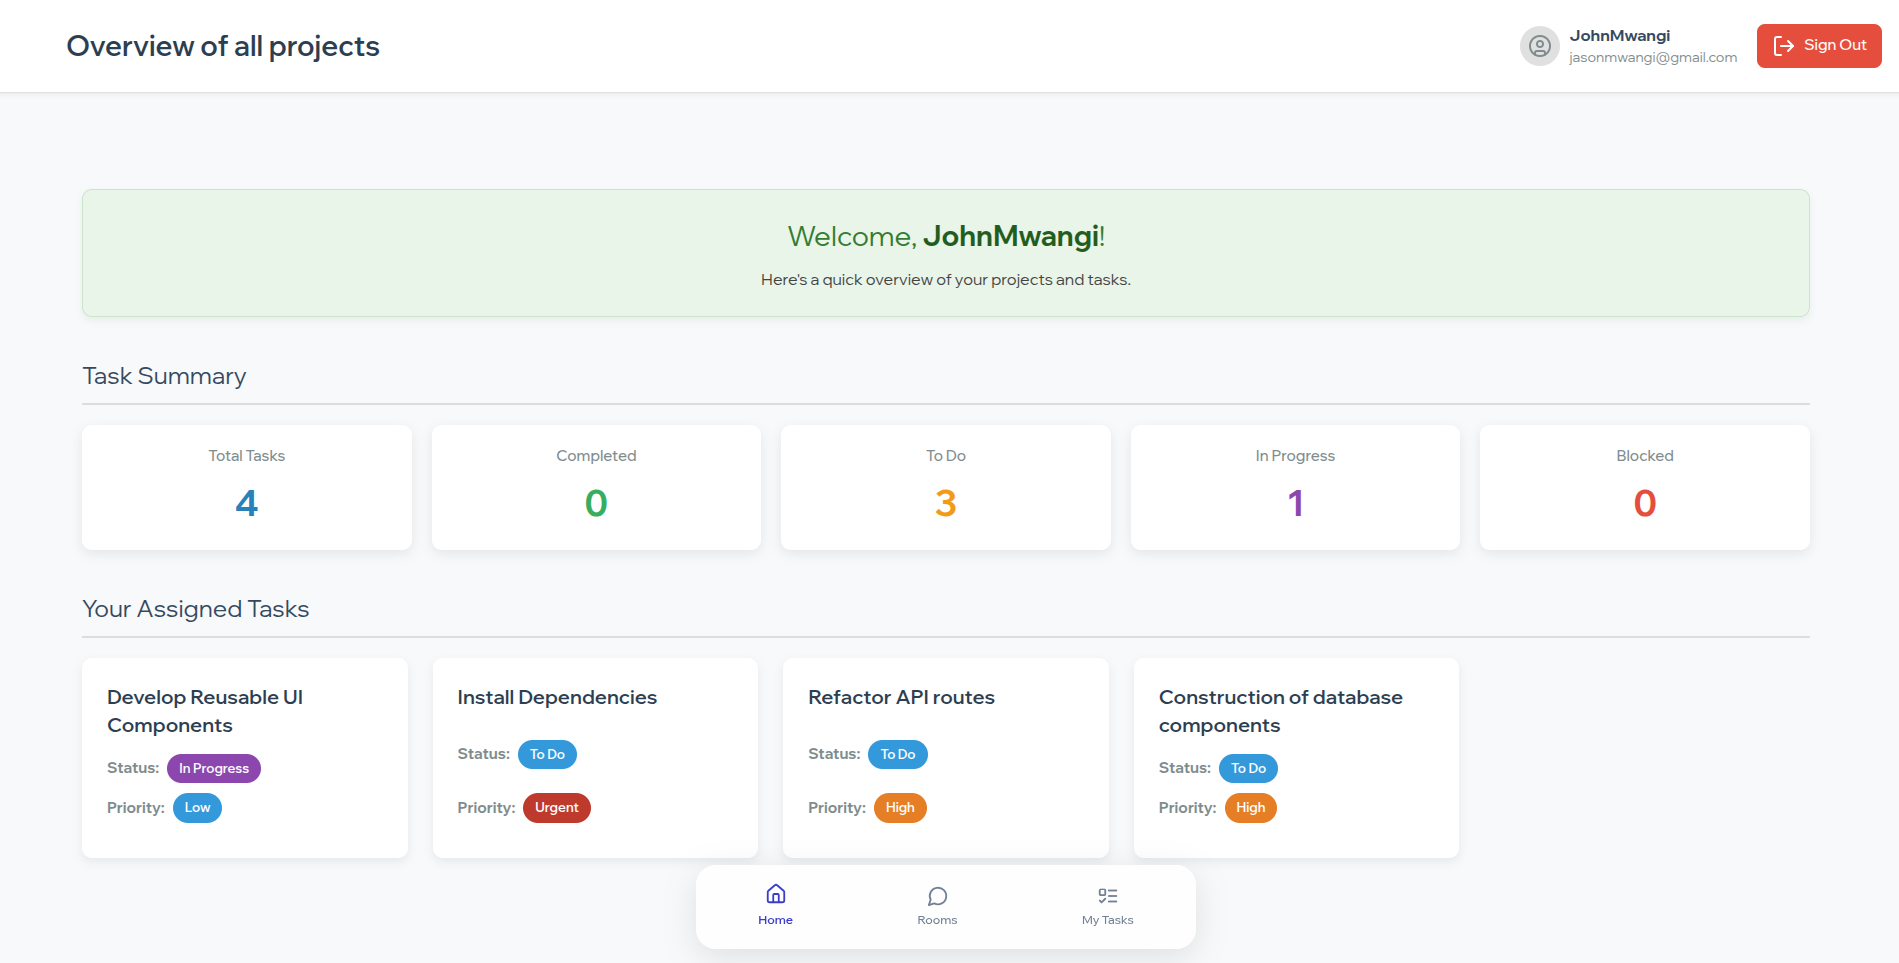 Overview of all projects
JohnMwangi
jasonmwangi@gmail.com
Sign Out
Welcome, JohnMwangi!
Here's a quick overview of your projects and tasks.
Task Summary
Total Tasks
4
Completed
0
To Do
3
In Progress
1
Blocked
0
Your Assigned Tasks
Develop Reusable UI
Components
Status: In Progress
Priority: Low
Install Dependencies
Status: To Do
Priority: Urgent
Refactor API routes
Status: To Do
Priority: High
Construction of database
components
Status: To Do
Priority: High
Home
Rooms
My Tasks